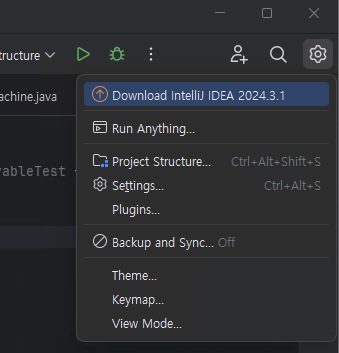 tructure
achine.java
Download IntelliJ IDEA 2024.3.1
Run Anything...
ableTest
Project Structure... Ctrl+Alt+Shift+S
Settings... Ctrl+Alt+S
Plugins...
Backup and Sync... Off
Theme...
Keymap...
View Mode...